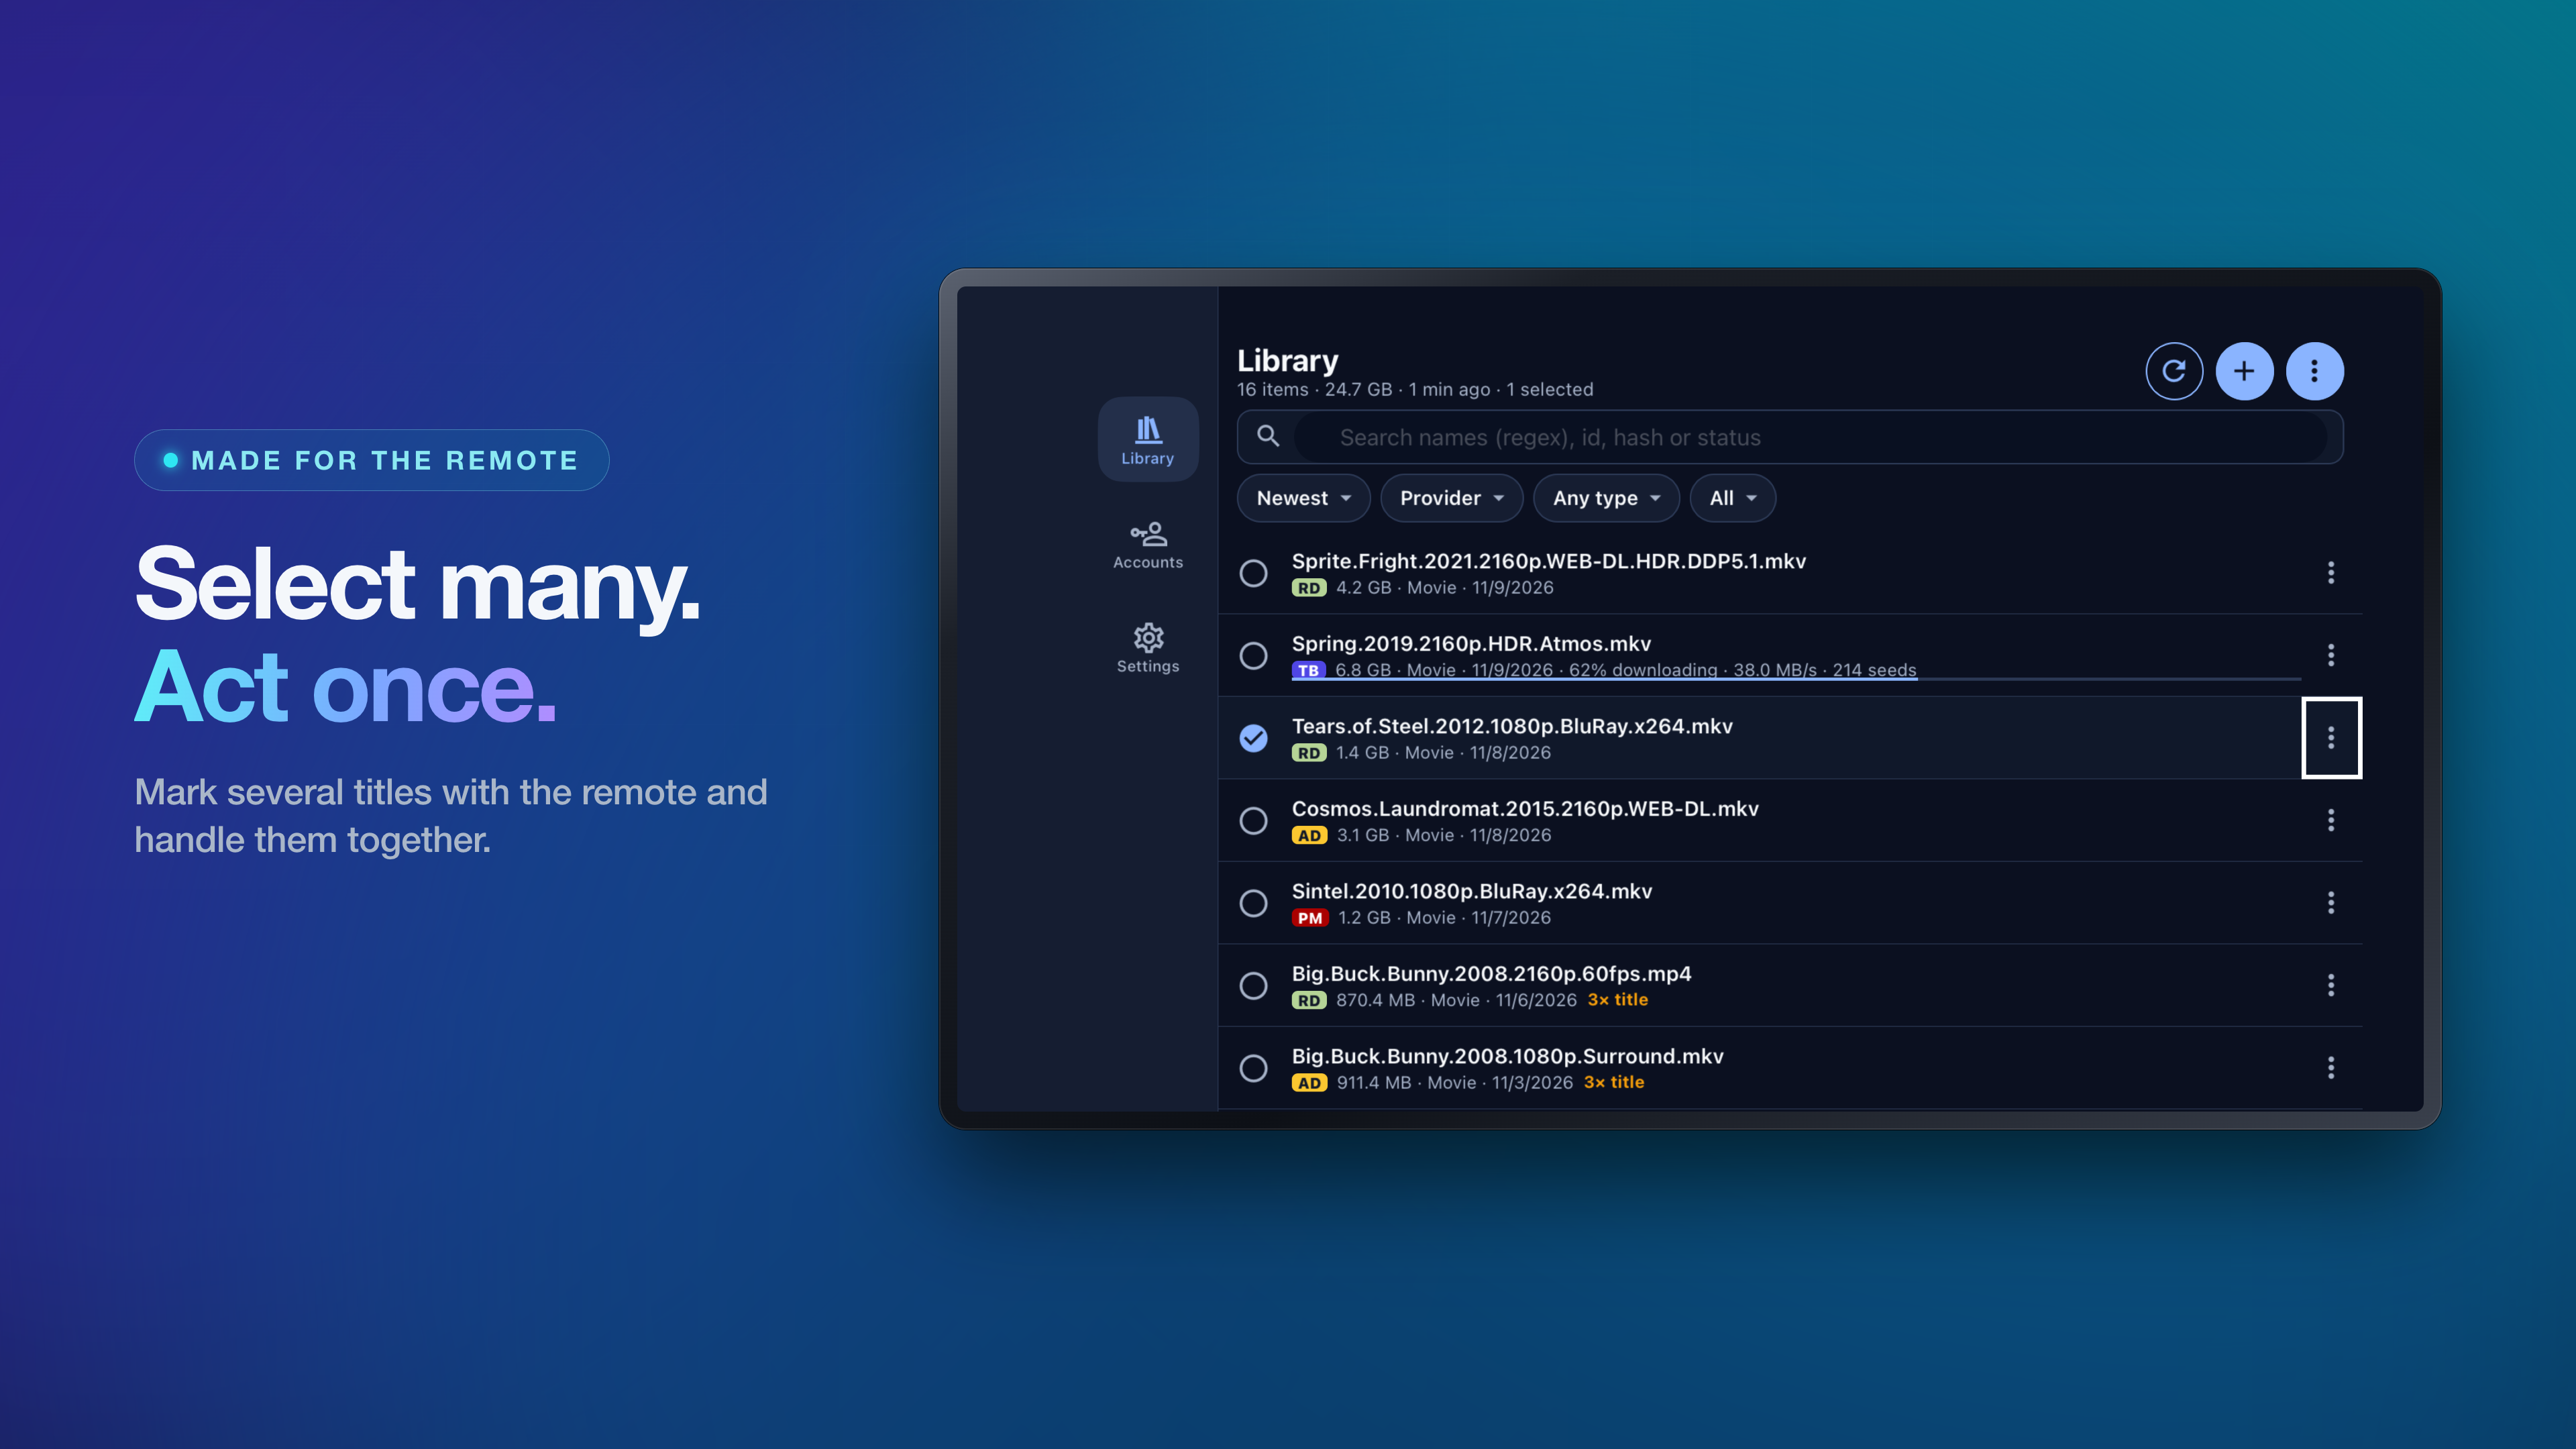 MADE FOR THE REMOTE
Select many.
Act once.
Mark several titles with the remote and
handle them together.
Library
Accounts
Settings
Library
16 items · 24.7 GB · 1 min ago · 1 selected
Search names (regex), id, hash or status
Newest
Provider
Any type
All
Sprite.Fright.2021.2160p.WEB-DL.HDR.DDP5.1.mkv
RD 4.2 GB · Movie · 11/9/2026
Spring.2019.2160p.HDR.Atmos.mkv
TB 6.8 GB · Movie · 11/9/2026 · 62% downloading · 38.0 MB/s · 214 seeds
Tears.of.Steel.2012.1080p.BluRay.x264.mkv
RD 1.4 GB · Movie · 11/8/2026
Cosmos.Laundromat.2015.2160p.WEB-DL.mkv
AD 3.1 GB · Movie · 11/8/2026
Sintel.2010.1080p.BluRay.x264.mkv
PM 1.2 GB · Movie · 11/7/2026
Big.Buck.Bunny.2008.2160p.60fps.mp4
RD 870.4 MB · Movie · 11/6/2026 3× title
Big.Buck.Bunny.2008.1080p.Surround.mkv
AD 911.4 MB · Movie · 11/3/2026 3× title